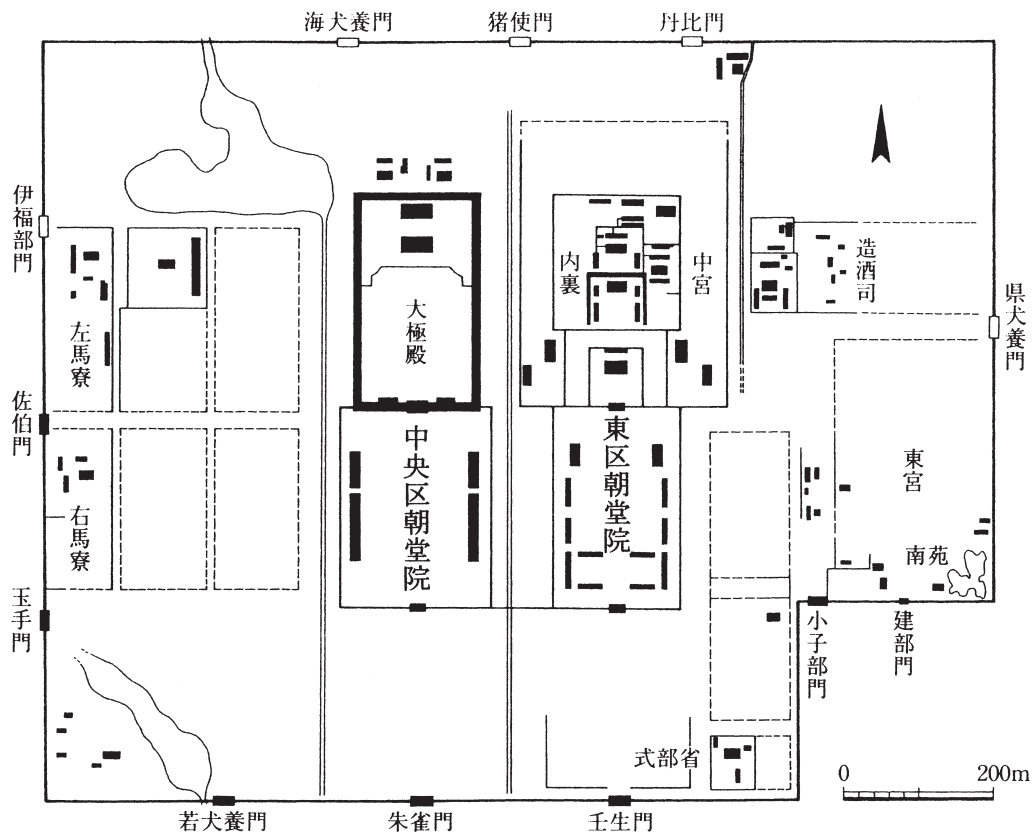 海犬養門
猪使門
丹比門
伊福部門
左馬寮
佐伯門
右馬寮
玉手門
大極殿
中央区朝堂院
内裏
中宮
東区朝堂院
造酒司
県犬養門
東宮
南苑
小子部門
建部門
式部省
0 200m
若犬養門
朱雀門
壬生門